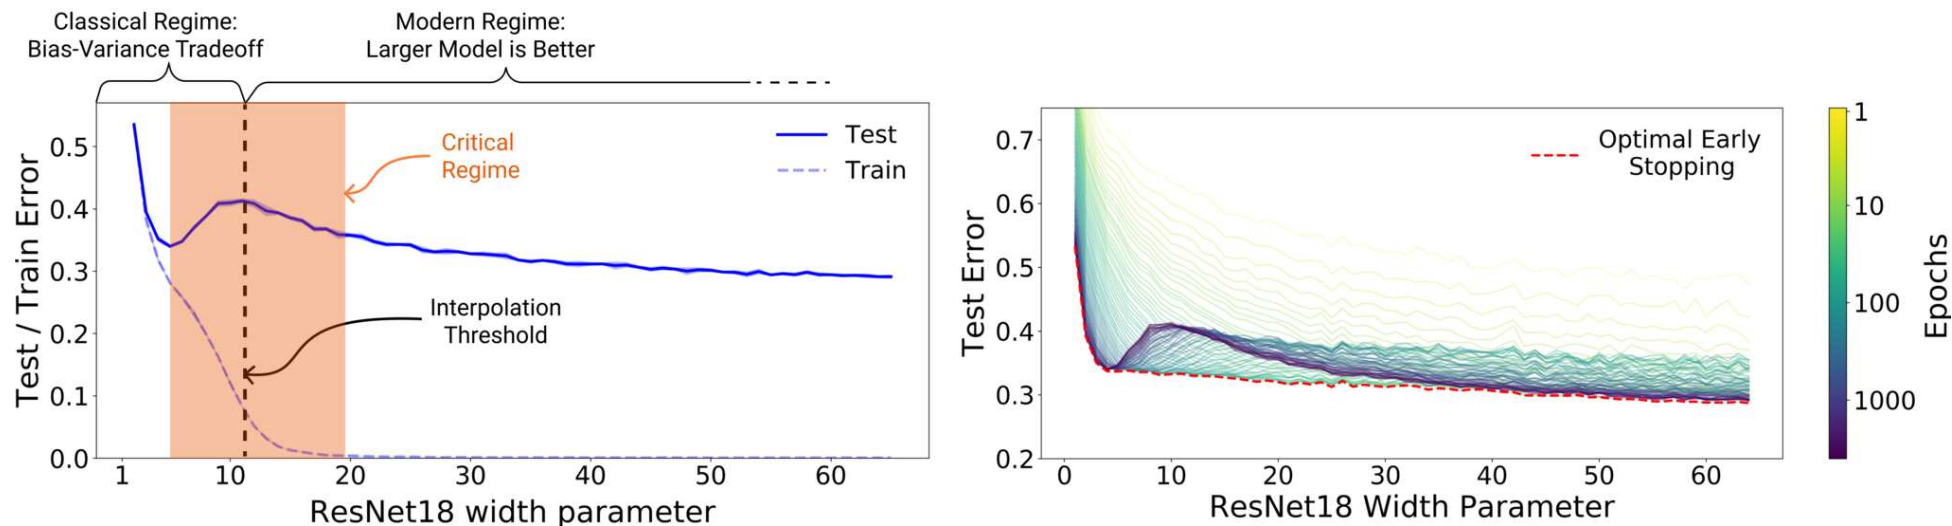 Classical Regime:
Bias-Variance Tradeoff
Modern Regime:
Larger Model is Better
Critical
Regime
Test
Train
Interpolation
Threshold
Test / Train Error
0.5
0.4
0.3
0.2
0.1
0.0
1 10 20 30 40 50 60
ResNet18 width parameter
Optimal Early
Stopping
Test Error
0.7
0.6
0.5
0.4
0.3
0.2
0 10 20 30 40 50 60
ResNet18 Width Parameter
1
10
100
1000
Epochs